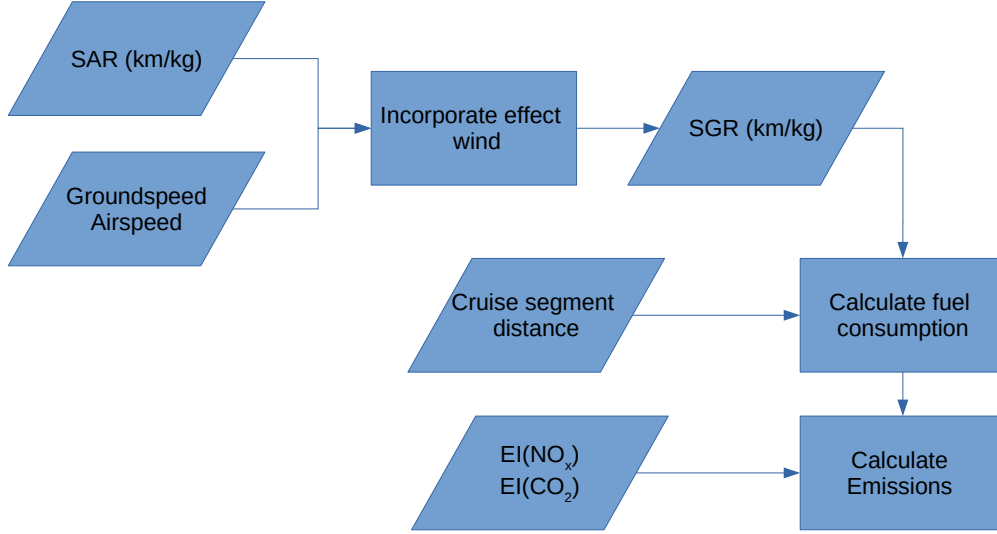 SAR (km/kg)
Incorporate effect
wind
SGR (km/kg)
Groundspeed
Airspeed
Cruise segment
distance
Calculate fuel
consumption
EI(NOₓ)
EI(CO₂)
Calculate
Emissions